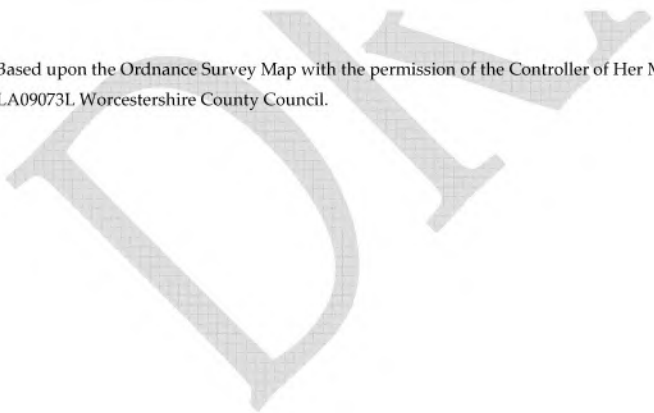 Based upon the Ordnance Survey Map with the permission of the Controller of Her
LA09073L Worcestershire County Council.